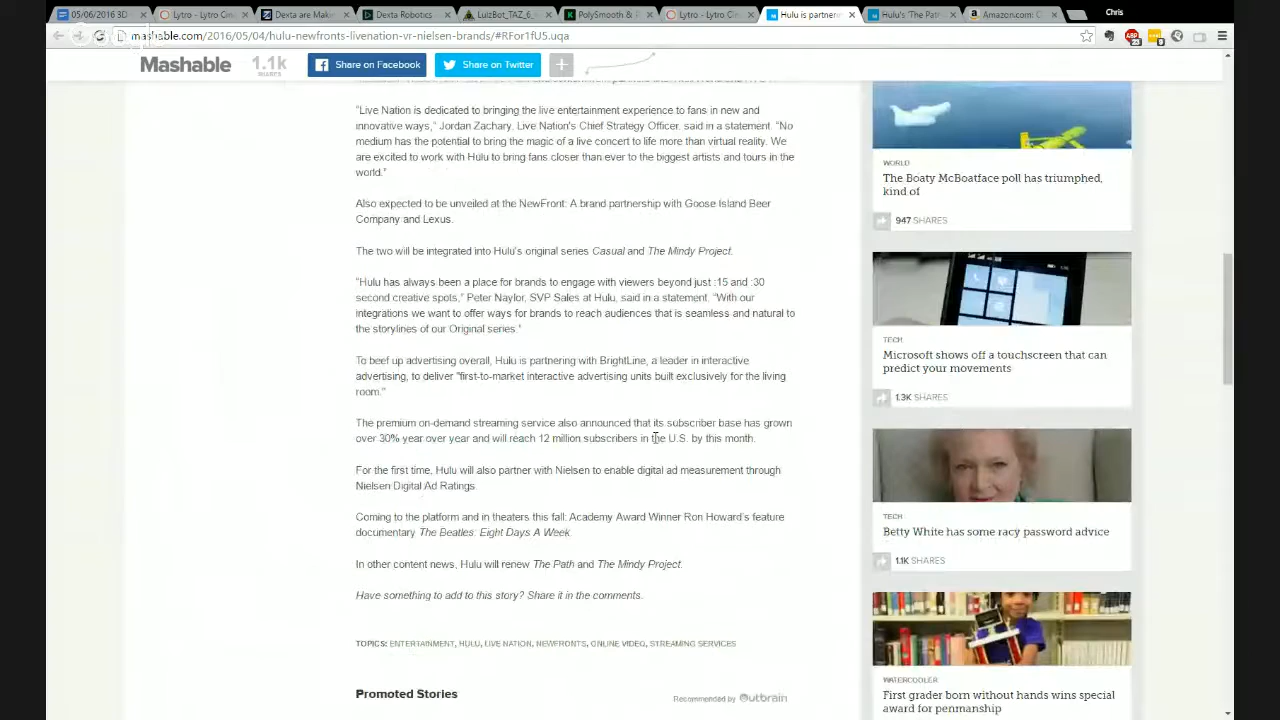 05/06/2016 3D
Lytro - Lytro Cin
Dexta are Makin
Dexta Robotics
LulzBot_TAZ_6_
PolySmooth &
Lytro - Lytro Ci
Hulu is partner
Hulu's 'The Path
Amazon.com: C
Chris
mashable.com/2016/05/04/hulu-newfronts-livenation-vr-nielsen-brands/#RFor1fU5.uqa
Mashable
1.1k
SHARES
Share on Facebook
Share on Twitter
"Live Nation is dedicated to bringing the live entertainment experience to fans in new and
innovative ways," Jordan Zachary, Live Nation's Chief Strategy Officer, said in a statement. "No
medium has the potential to bring the magic of a live concert to life more than virtual reality. We
are excited to work with Hulu to bring fans closer than ever to the biggest artists and tours in the
world."
Also expected to be unveiled at the NewFront: A brand partnership with Goose Island Beer
Company and Lexus.
The two will be integrated into Hulu's original series Casual and The Mindy Project.
"Hulu has always been a place for brands to engage with viewers beyond just :15 and :30
second creative spots," Peter Naylor, SVP Sales at Hulu, said in a statement. "With our
integrations we want to offer ways for brands to reach audiences that is seamless and natural to
the storylines of our Original series."
To beef up advertising overall, Hulu is partnering with BrightLine, a leader in interactive
advertising, to deliver "first-to-market interactive advertising units built exclusively for the living
room."
The premium on-demand streaming service also announced that its subscriber base has grown
over 30% year over year and will reach 12 million subscribers in the U.S. by this month.
For the first time, Hulu will also partner with Nielsen to enable digital ad measurement through
Nielsen Digital Ad Ratings.
Coming to the platform and in theaters this fall: Academy Award Winner Ron Howard's feature
documentary The Beatles: Eight Days A Week.
In other content news, Hulu will renew The Path and The Mindy Project.
Have something to add to this story? Share it in the comments.
TOPICS: ENTERTAINMENT, HULU, LIVE NATION, NEWFRONTS, ONLINE VIDEO, STREAMING SERVICES
Promoted Stories
Recommended by Outbrain
WORLD
The Boaty McBoatface poll has triumphed,
kind of
947 SHARES
TECH
Microsoft shows off a touchscreen that can
predict your movements
1.3K SHARES
TECH
Betty White has some racy password advice
1.1K SHARES
WATERCOOLER
First grader born without hands wins special
award for penmanship